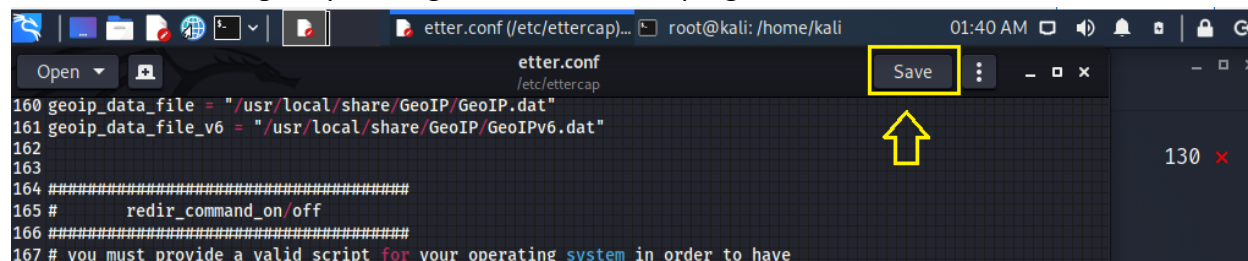 etter.conf (/etc/ettercap)... root@kali: /home/kali 01:40 AM
Open etter.conf Save
/etc/ettercap
160 geoip_data_file = "/usr/local/share/GeoIP/GeoIP.dat"
161 geoip_data_file_v6 = "/usr/local/share/GeoIP/GeoIPv6.dat"
162
130
163
164 #####################################
165 # redir_command_on/off
166 #####################################
167 # you must provide a valid script for your operating system in order to have